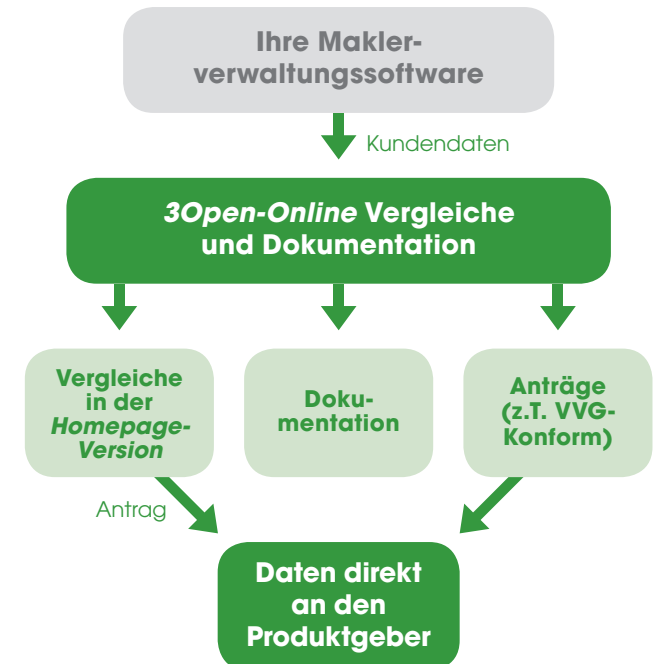 Ihre Makler-
verwaltungssoftware
Kundendaten
3Open-Online Vergleiche
und Dokumentation
Vergleiche
in der
Homepage-
Version
Doku-
mentation
Anträge
(z.T. VVG-
Konform)
Antrag
Daten direkt
an den
Produktgeber